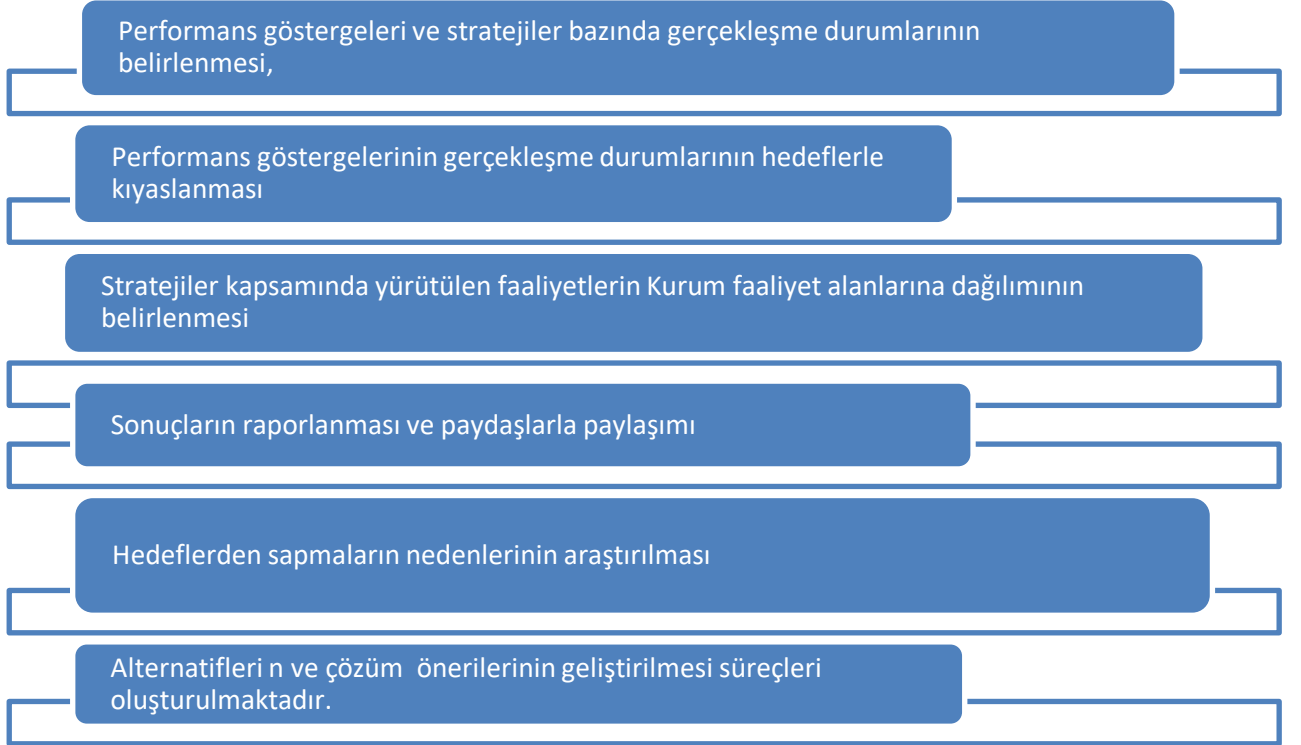 Performans göstergeleri ve stratejiler bazında gerçekleşme durumlarının
belirlenmesi,
Performans göstergelerinin gerçekleşme durumlarının hedeflerle
kıyaslanması
Stratejiler kapsamında yürütülen faaliyetlerin Kurum faaliyet alanlarına dağılımının
belirlenmesi
Sonuçların raporlanması ve paydaşlarla paylaşımı
Hedeflerden sapmaların nedenlerinin araştırılması
Alternatifleri n ve çözüm  önerilerinin geliştirilmesi süreçleri
oluşturulmaktadır.